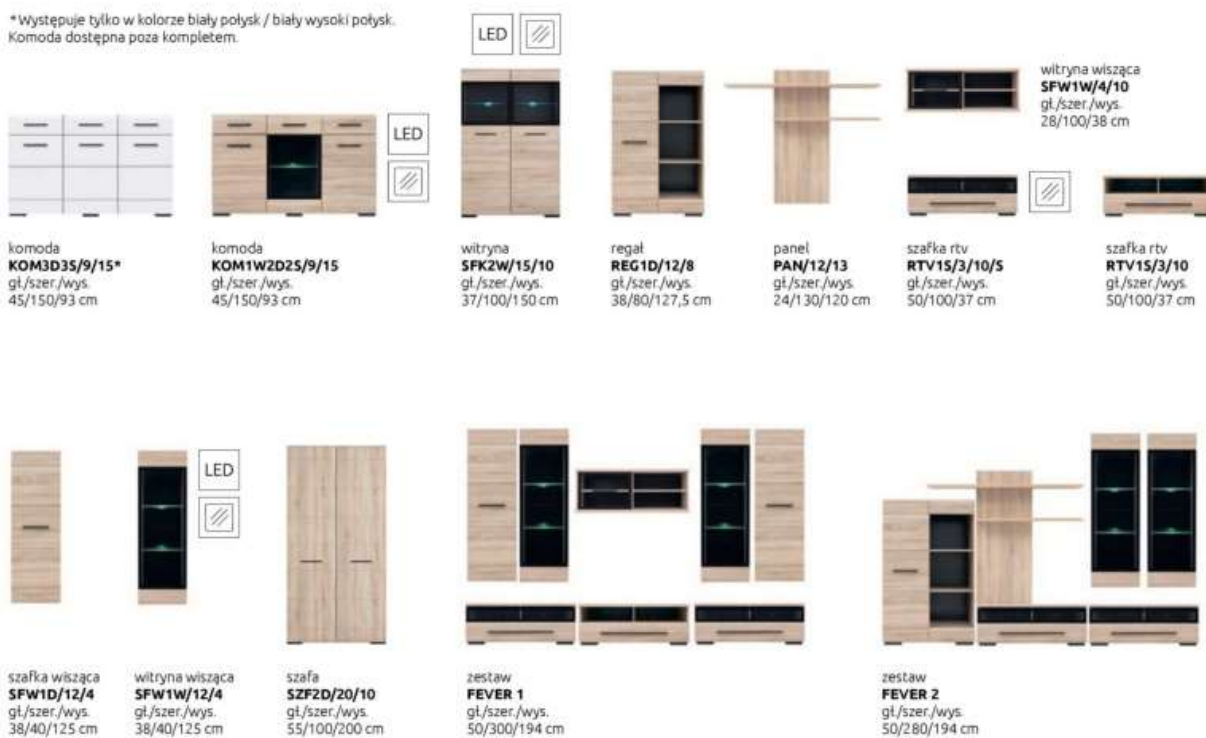 *Występuje tylko w kolorze biały połysk / biały wysoki połysk.
Komoda dostępna poza kompletem.
LED
witryna wisząca
SFW1W/4/10
gł./szer./wys.
28/100/38 cm
LED
komoda
KOM3D3S/9/15*
gł./szer./wys.
45/150/93 cm
komoda
KOM1W2D2S/9/15
gł./szer./wys.
45/150/93 cm
witryna
SFK2W/15/10
gł./szer./wys.
37/100/150 cm
regał
REG1D/12/8
gł./szer./wys.
38/80/127,5 cm
panel
PAN/12/13
gł./szer./wys.
24/130/120 cm
szafka rtv
RTV1S/3/10/S
gł./szer./wys.
50/100/37 cm
szafka rtv
RTV1S/3/10
gł./szer./wys.
50/100/37 cm
LED
szafka wisząca
SFW1D/12/4
gł./szer./wys.
38/40/125 cm
witryna wisząca
SFW1W/12/4
gł./szer./wys.
38/40/125 cm
szafa
SZF2D/20/10
gł./szer./wys.
55/100/200 cm
zestaw
FEVER 1
gł./szer./wys.
50/300/194 cm
zestaw
FEVER 2
gł./szer./wys.
50/280/194 cm